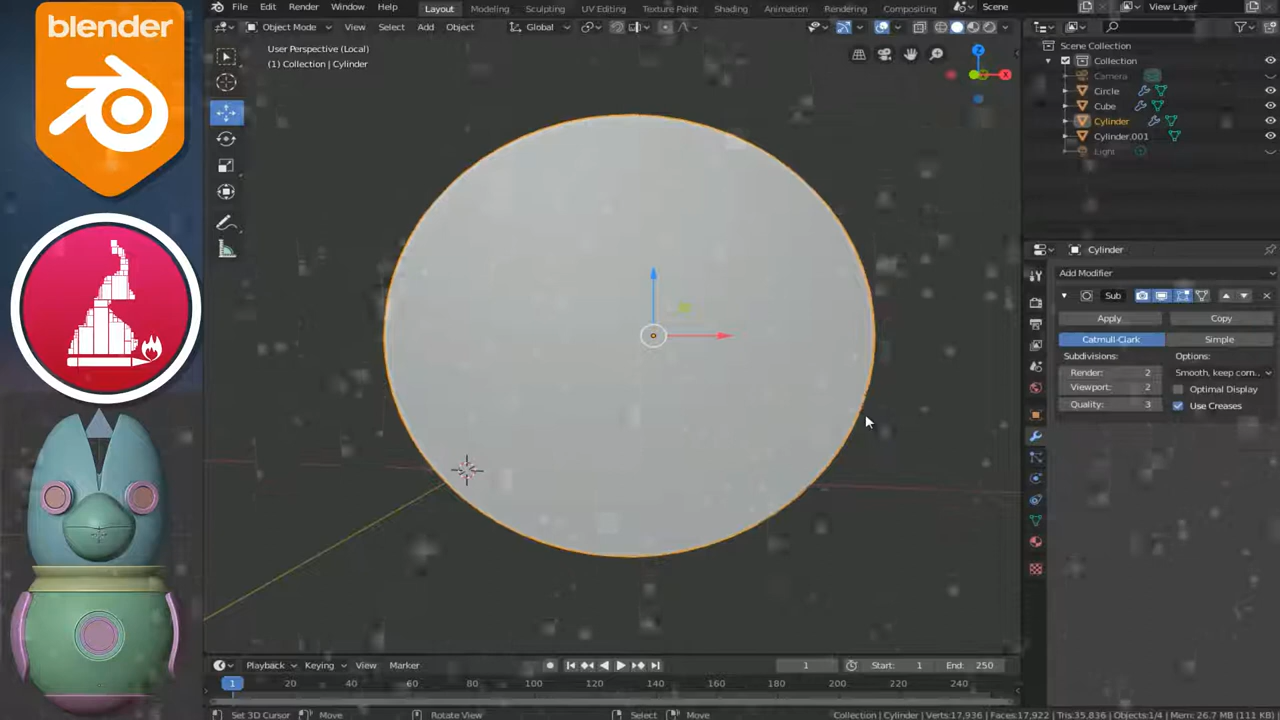 blender
File Edit Render Window Help
Layout Modeling Sculpting UV Editing Texture Paint Shading Animation Rendering Compositing
Scene
View Layer
Object Mode View Select Add Object
Global
User Perspective (Local)
(1) Collection | Cylinder
Scene Collection
Collection
Camera
Circle
Cube
Cylinder
Cylinder.001
Light
Cylinder
Add Modifier
Sub
Apply
Copy
Catmull-Clark
Simple
Subdivisions:
Options:
Render: 2
Smooth, keep corn..
Viewport: 2
Optimal Display
Quality: 3
Use Creases
Playback Keying View Marker
1
Start: 1
End: 250
1 20 40 60 80 100 120 140 160 180 200 220 240
Set 3D Cursor Move
Rotate View
Select Move
Collection | Cylinder | Verts:17,936 | Faces:17,922 | Tris:35,836 | Objects:1/4 | Mem: 26.7 MB (111 KB)